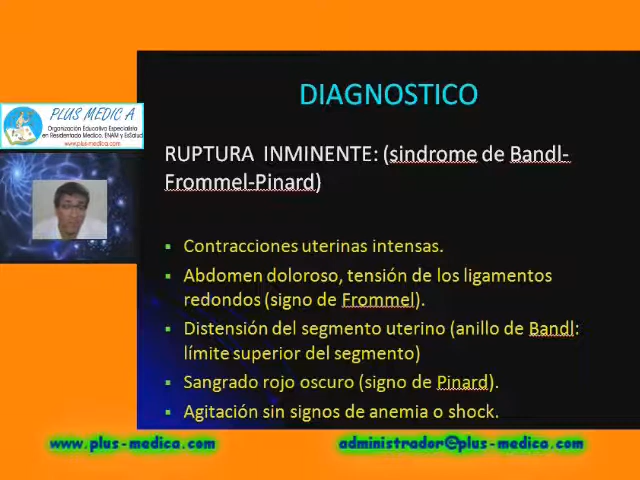 DIAGNOSTICO
PLUS MEDIC A
Organización Educativa Especialista
en Residentado Medico, ENAM y EsSalud
www.plus-medica.com
RUPTURA INMINENTE: (sindrome de Bandl-
Frommel-Pinard)
▪ Contracciones uterinas intensas.
▪ Abdomen doloroso, tensión de los ligamentos
redondos (signo de Frommel).
▪ Distensión del segmento uterino (anillo de Bandl:
límite superior del segmento)
▪ Sangrado rojo oscuro (signo de Pinard).
▪ Agitación sin signos de anemia o shock.
www.plus-medica.com administrador@plus-medica.com